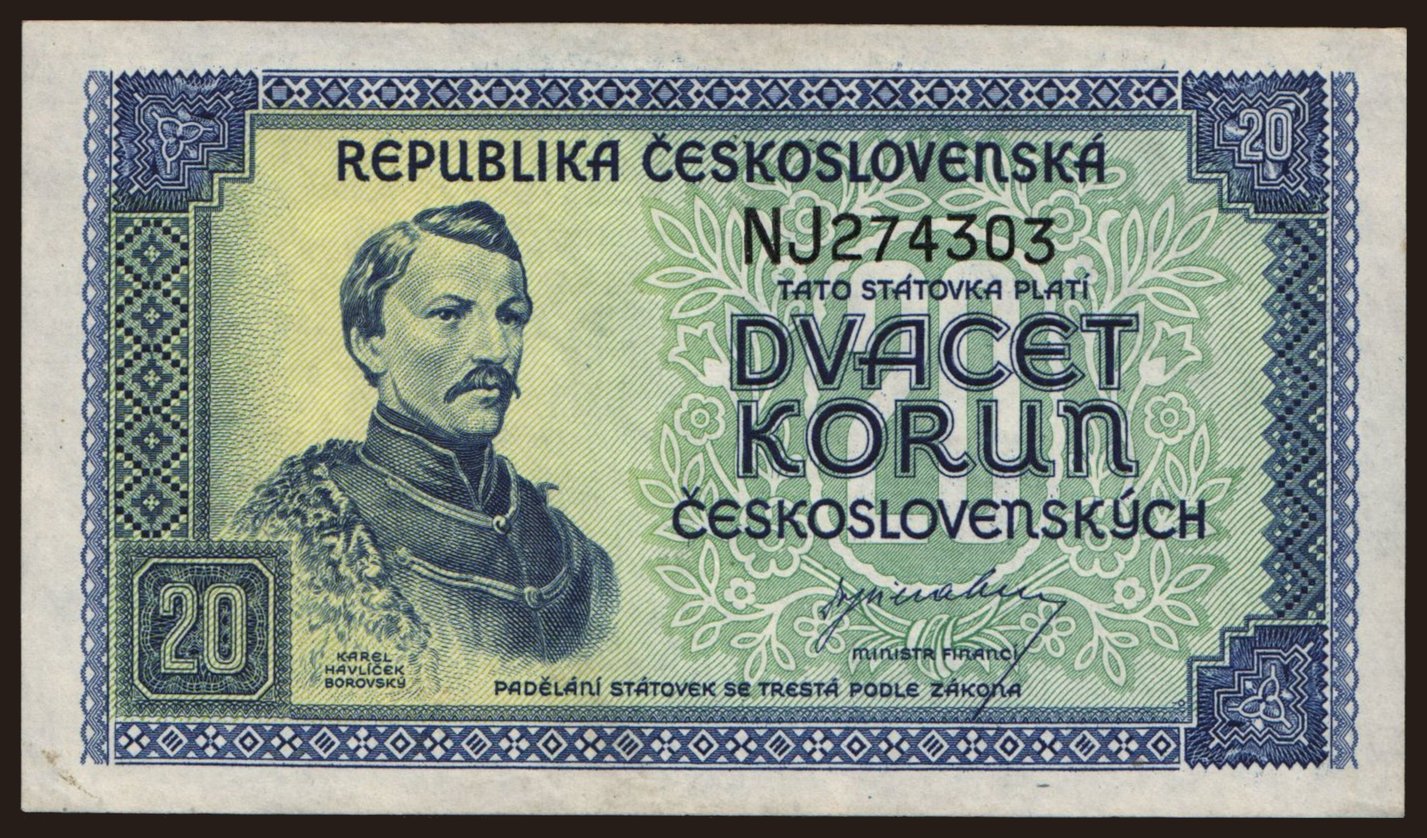 REPUBLIKA ČESKOSLOVENSKÁ
20
NJ274303
TATO STÁTOVKA PLATÍ
DVACET
KORUN
ČESKOSLOVENSKÝCH
20
20
MINISTR FINANCÍ
KAREL
HAVLÍČEK
BOROVSKÝ
PADĚLÁNÍ STÁTOVEK SE TRESTÁ PODLE ZÁKONA